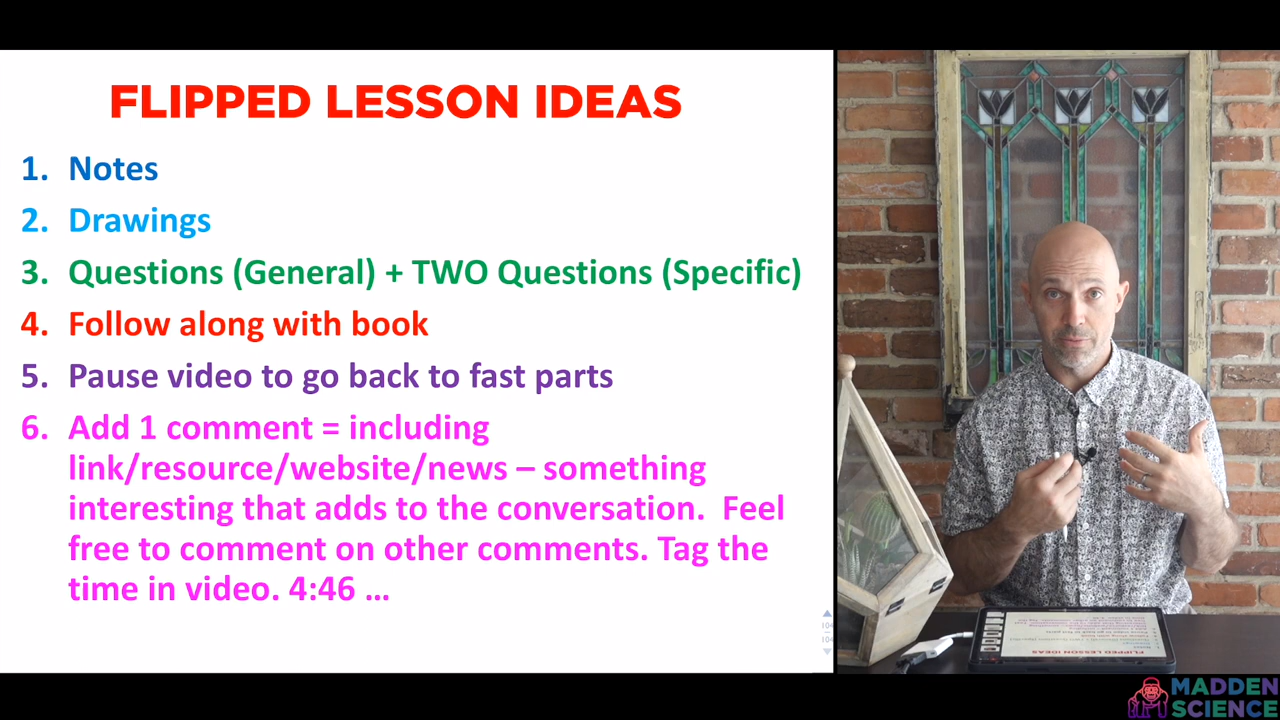 FLIPPED LESSON IDEAS
1. Notes
2. Drawings
3. Questions (General) + TWO Questions (Specific)
4. Follow along with book
5. Pause video to go back to fast parts
6. Add 1 comment = including
link/resource/website/news – something
interesting that adds to the conversation.  Feel
free to comment on other comments. Tag the
time in video. 4:46 ...
FLIPPED LESSON IDEAS
MADDEN
SCIENCE